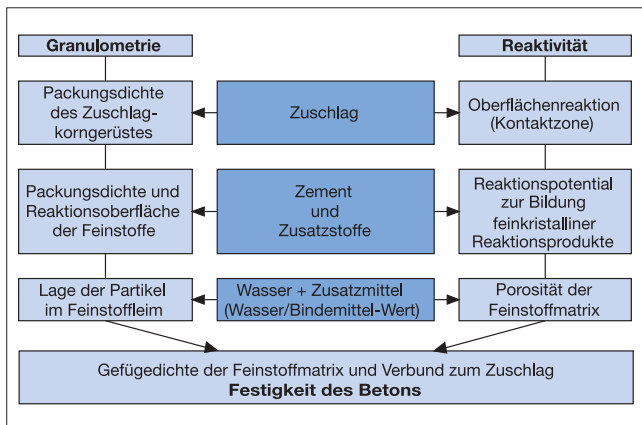 Granulometrie
Reaktivität
Packungsdichte
des Zuschlag-
korngerüstes
Zuschlag
Oberflächenreaktion
(Kontaktzone)
Packungsdichte und
Reaktionsoberfläche
der Feinstoffe
Zement
und
Zusatzstoffe
Reaktionspotential
zur Bildung
feinkristalliner
Reaktionsprodukte
Lage der Partikel
im Feinstoffleim
Wasser + Zusatzmittel
(Wasser/Bindemittel-Wert)
Porosität der
Feinstoffmatrix
Gefügedichte der Feinstoffmatrix und Verbund zum Zuschlag
Festigkeit des Betons